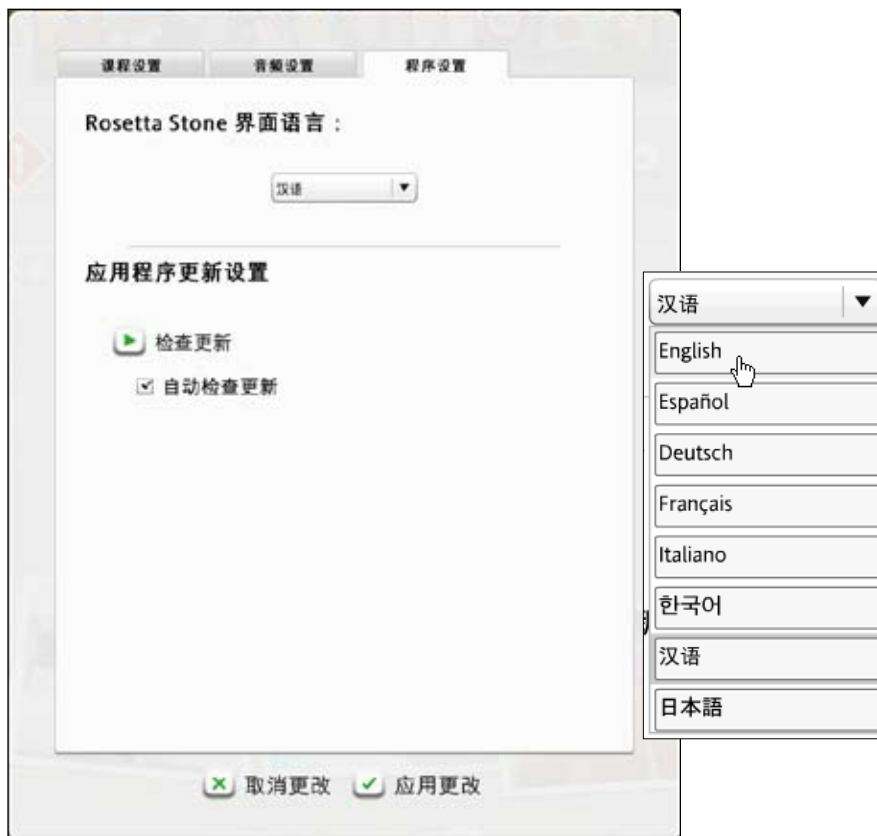 课程设置 音频设置 程序设置
Rosetta Stone 界面语言：
汉语
应用程序更新设置
检查更新
自动检查更新
取消更改 应用更改
汉语
English
Español
Deutsch
Français
Italiano
한국어
汉语
日本語